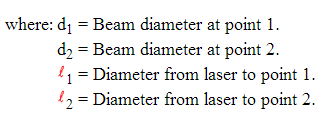 where: d₁ = Beam diameter at point 1.
d₂ = Beam diameter at point 2.
ℓ₁ = Diameter from laser to point 1.
ℓ₂ = Diameter from laser to point 2.